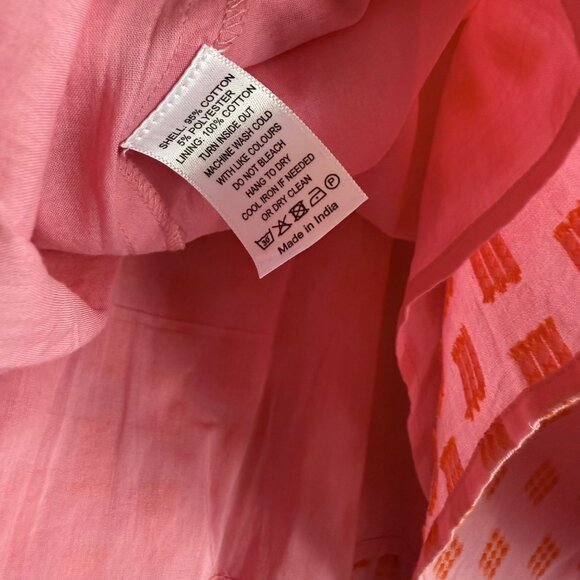 SHELL: 95% COTTON
5% POLYESTER
LINING: 100% COTTON
TURN INSIDE OUT
MACHINE WASH COLD
WITH LIKE COLOURS
DO NOT BLEACH
HANG TO DRY
COOL IRON IF NEEDED
OR DRY CLEAN
30° P
Made in India